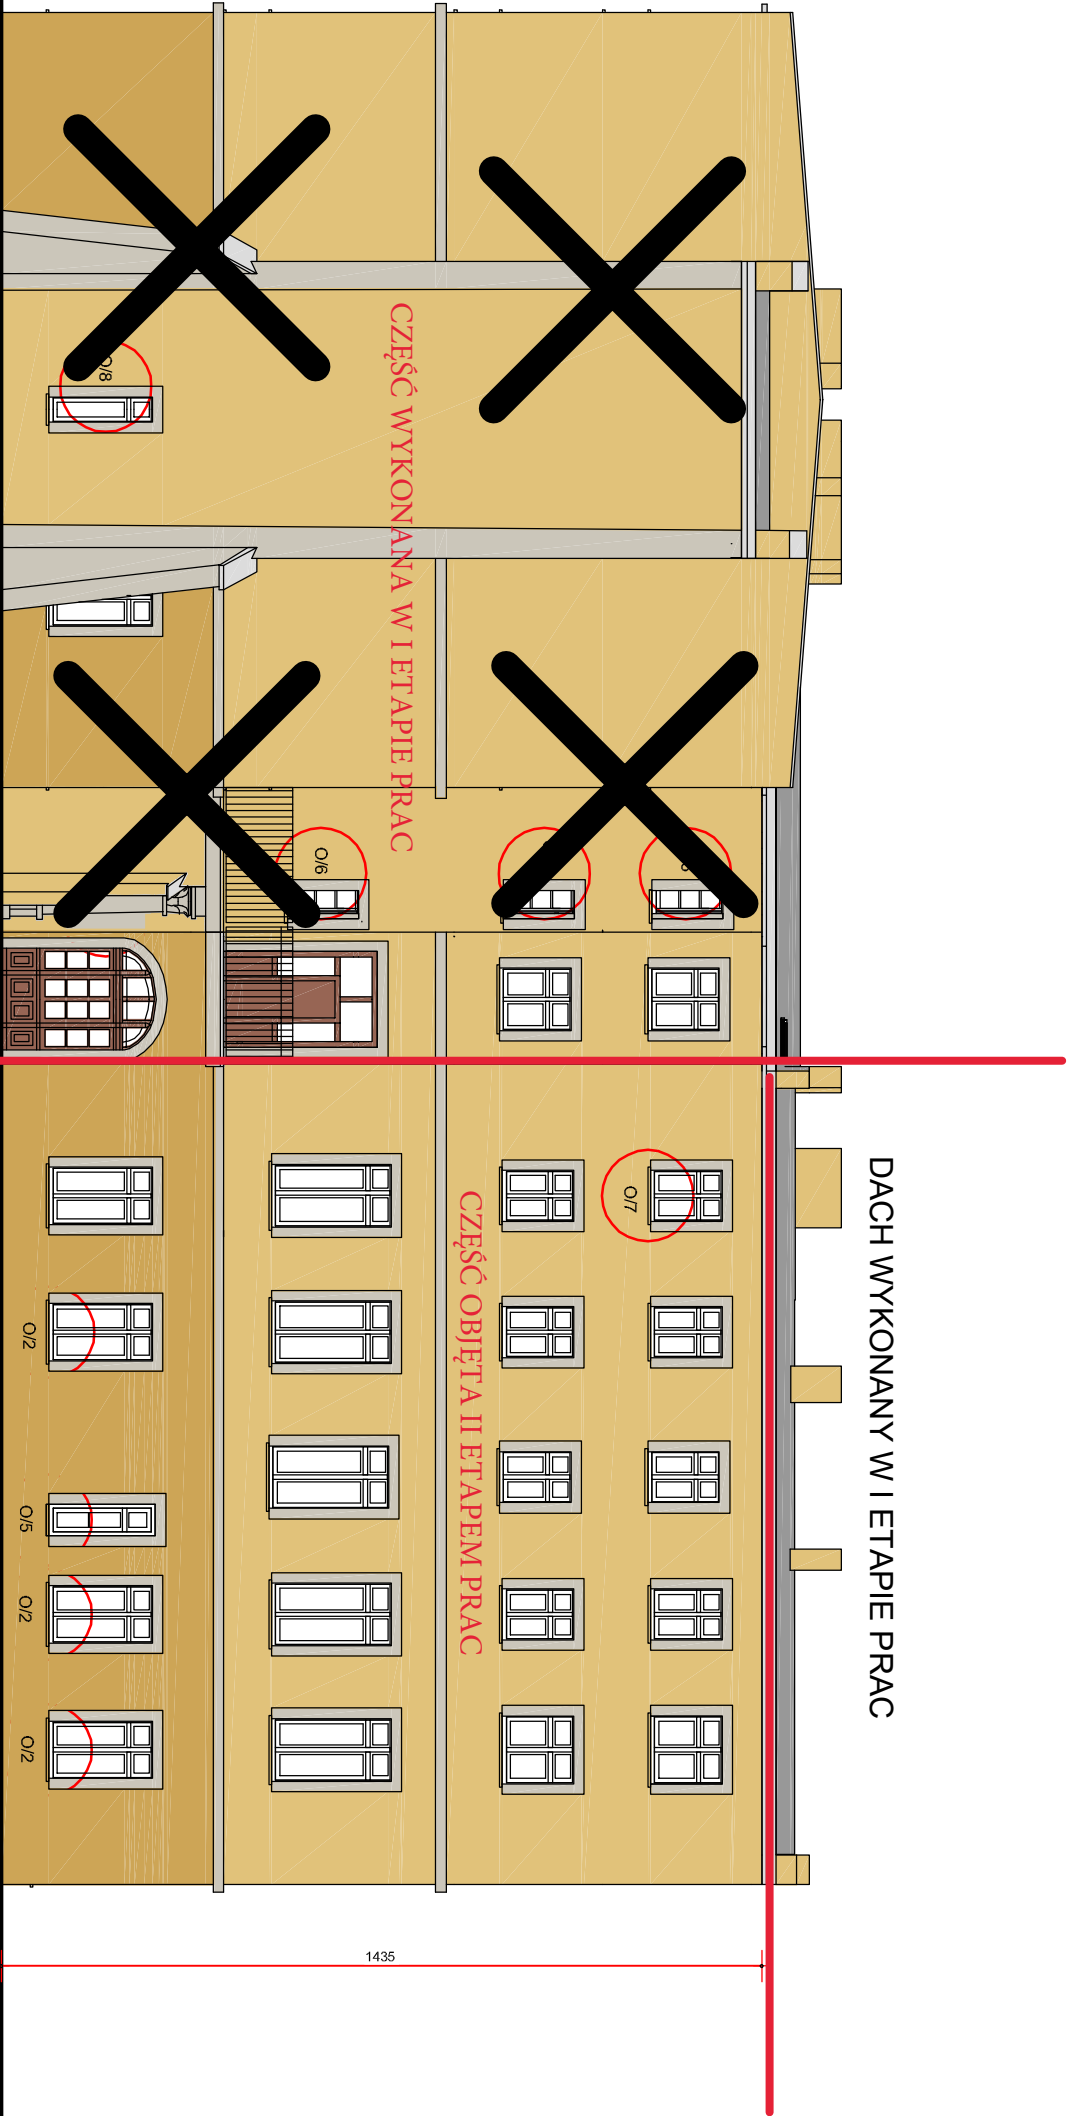 DACH WYKONANY W I ETAPIE PRAC
CZĘŚĆ WYKONANA W I ETAPIE PRAC
CZĘŚĆ OBJĘTA II ETAPEM PRAC
O/7
O/6
O/8
O/2
O/5
O/2
O/2
1435